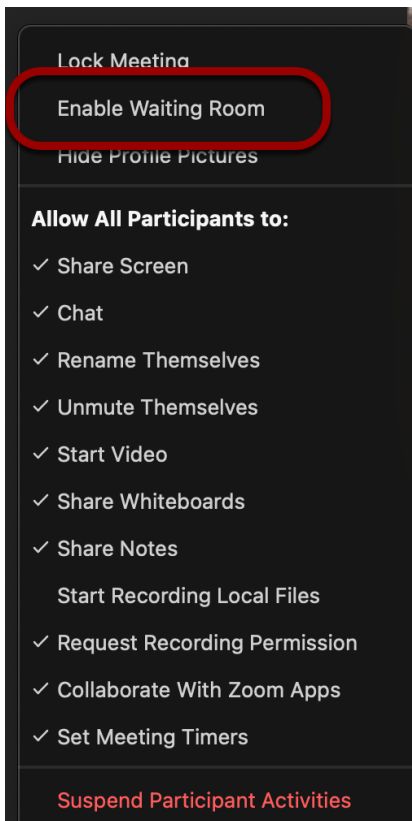 Lock Meeting
Enable Waiting Room
Hide Profile Pictures
Allow All Participants to:
✓ Share Screen
✓ Chat
✓ Rename Themselves
✓ Unmute Themselves
✓ Start Video
✓ Share Whiteboards
✓ Share Notes
Start Recording Local Files
✓ Request Recording Permission
✓ Collaborate With Zoom Apps
✓ Set Meeting Timers
Suspend Participant Activities